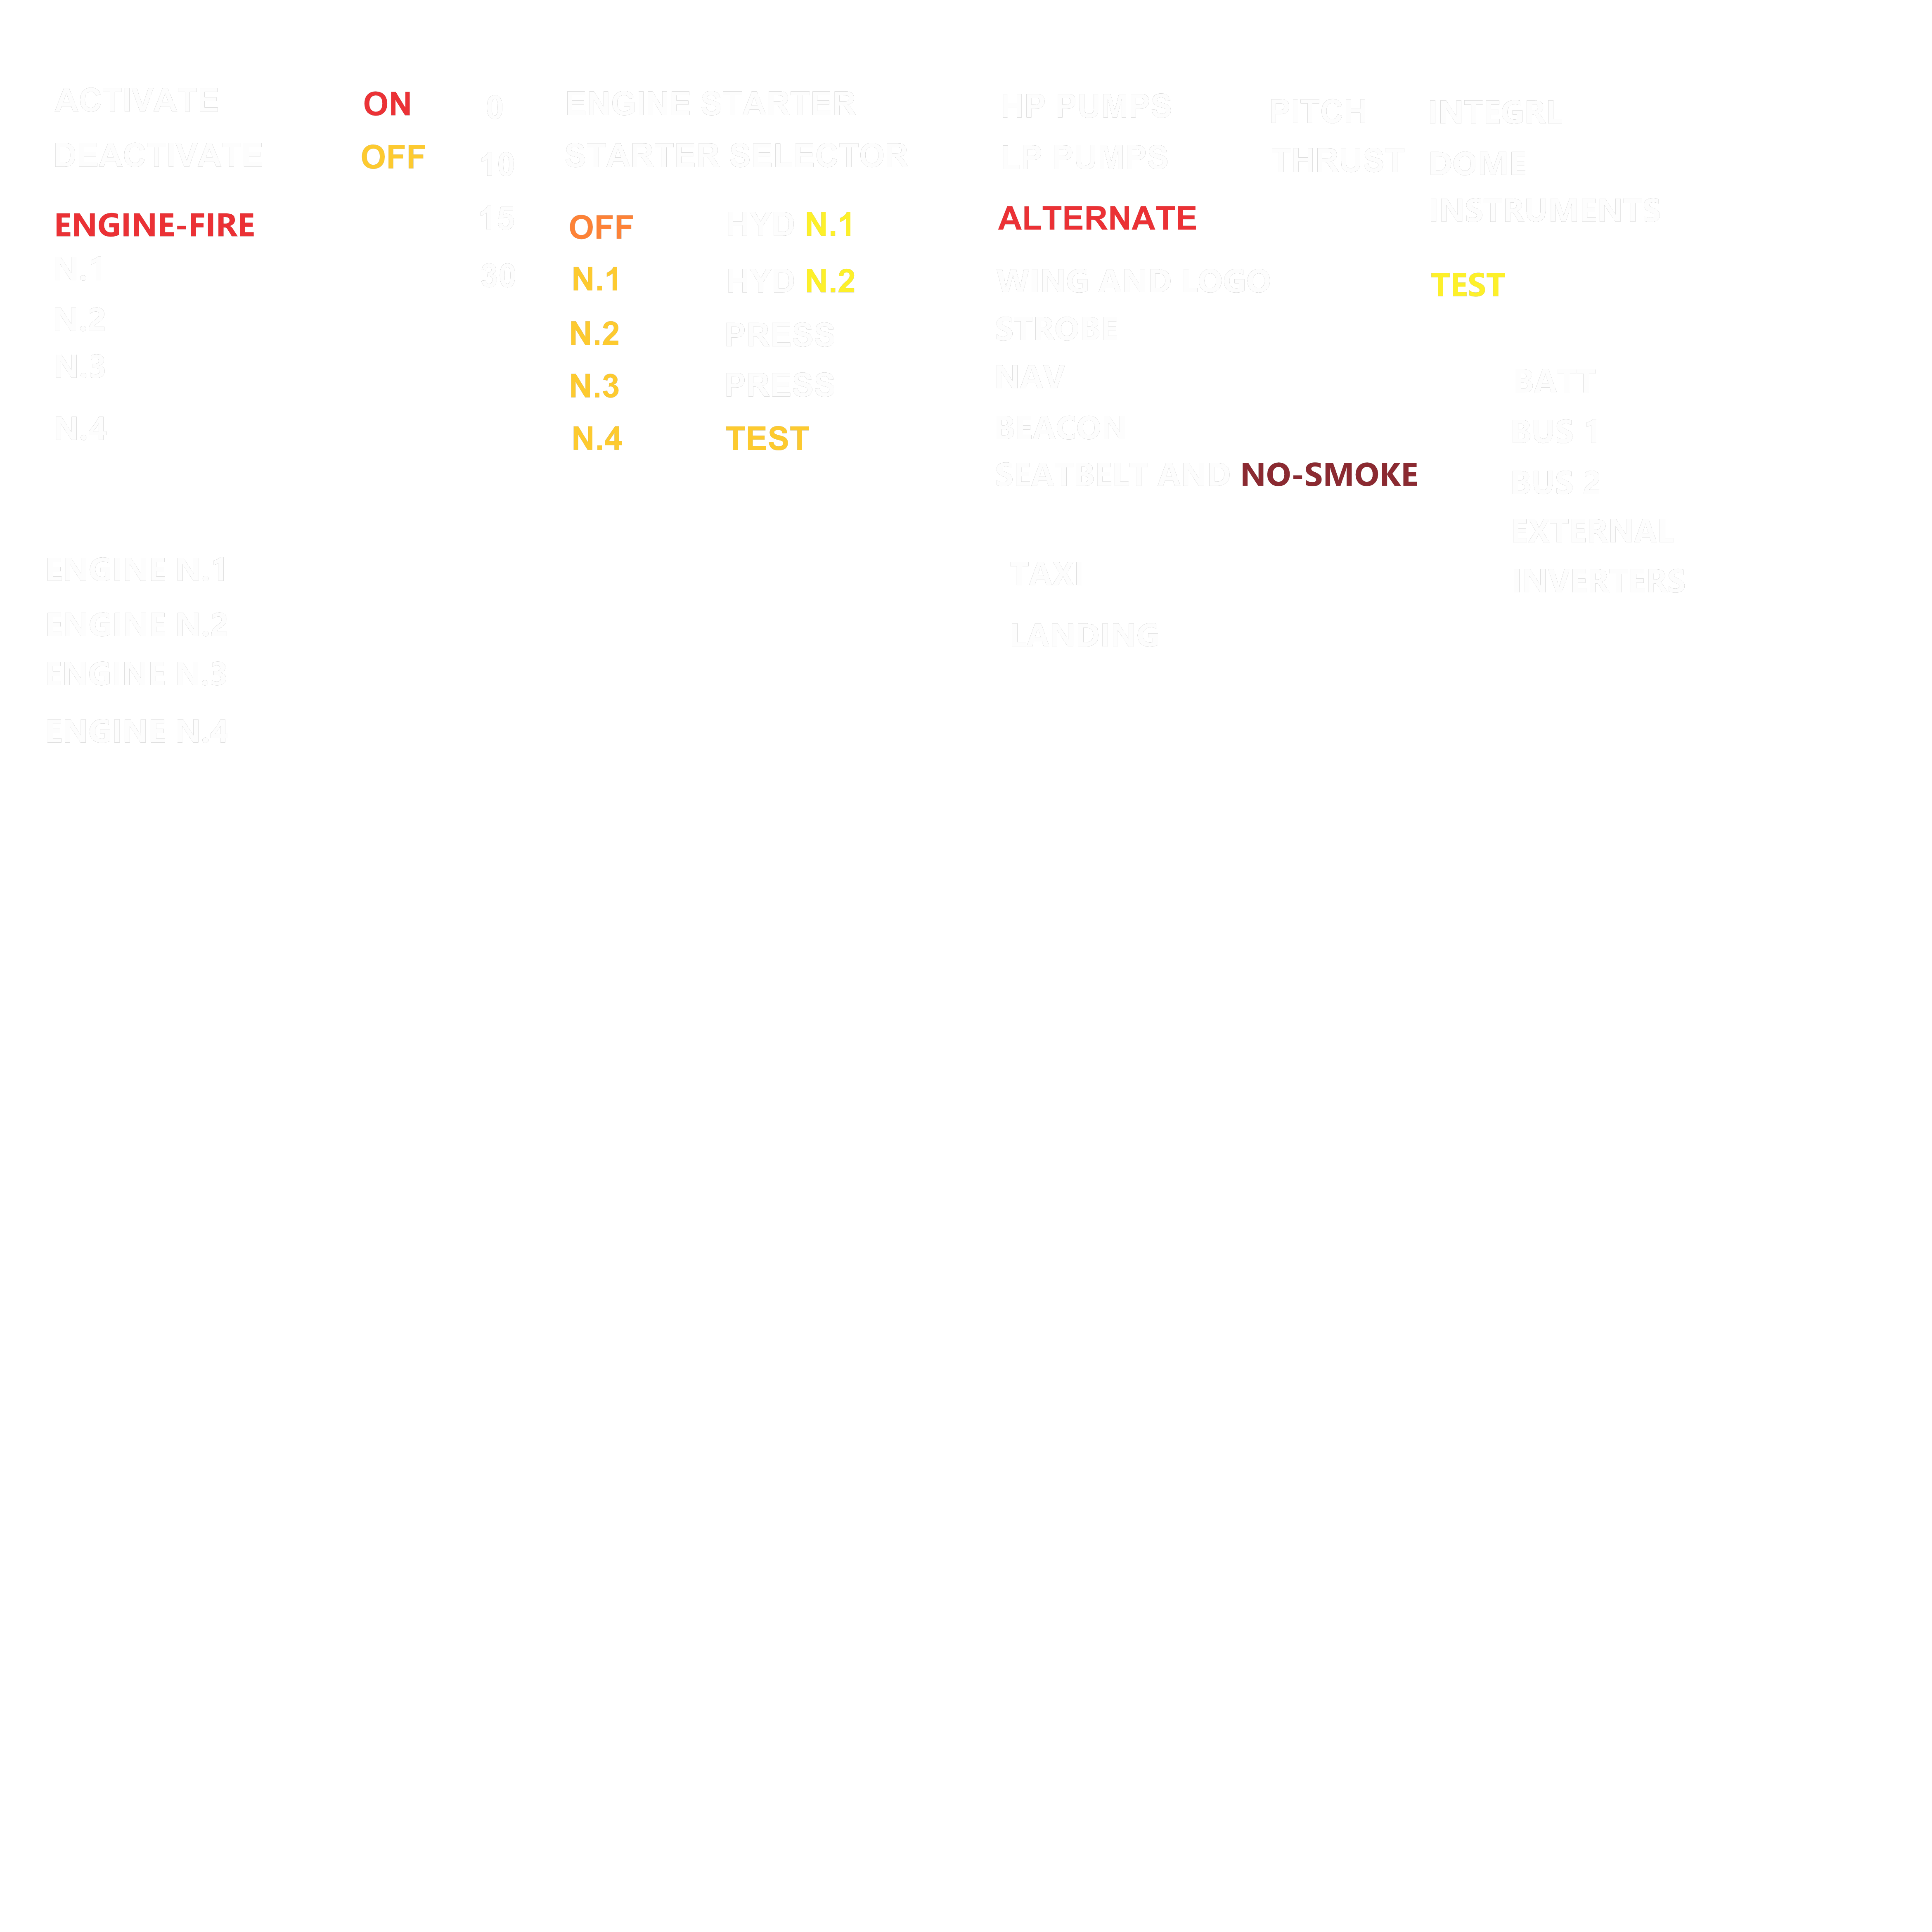 ACTIVATE
DEACTIVATE
ENGINE-FIRE
N.1
N.2
N.3
N.4
ENGINE N.1
ENGINE N.2
ENGINE N.3
ENGINE N.4
ON
OFF
0
10
15
30
ENGINE STARTER
STARTER SELECTOR
OFF
N.1
N.2
N.3
N.4
HYD N.1
HYD N.2
PRESS
PRESS
TEST
HP PUMPS
LP PUMPS
ALTERNATE
WING AND LOGO
STROBE
NAV
BEACON
SEATBELT AND NO-SMOKE
TAXI
LANDING
PITCH
THRUST
INTEGRL
DOME
INSTRUMENTS
TEST
BATT
BUS 1
BUS 2
EXTERNAL
INVERTERS